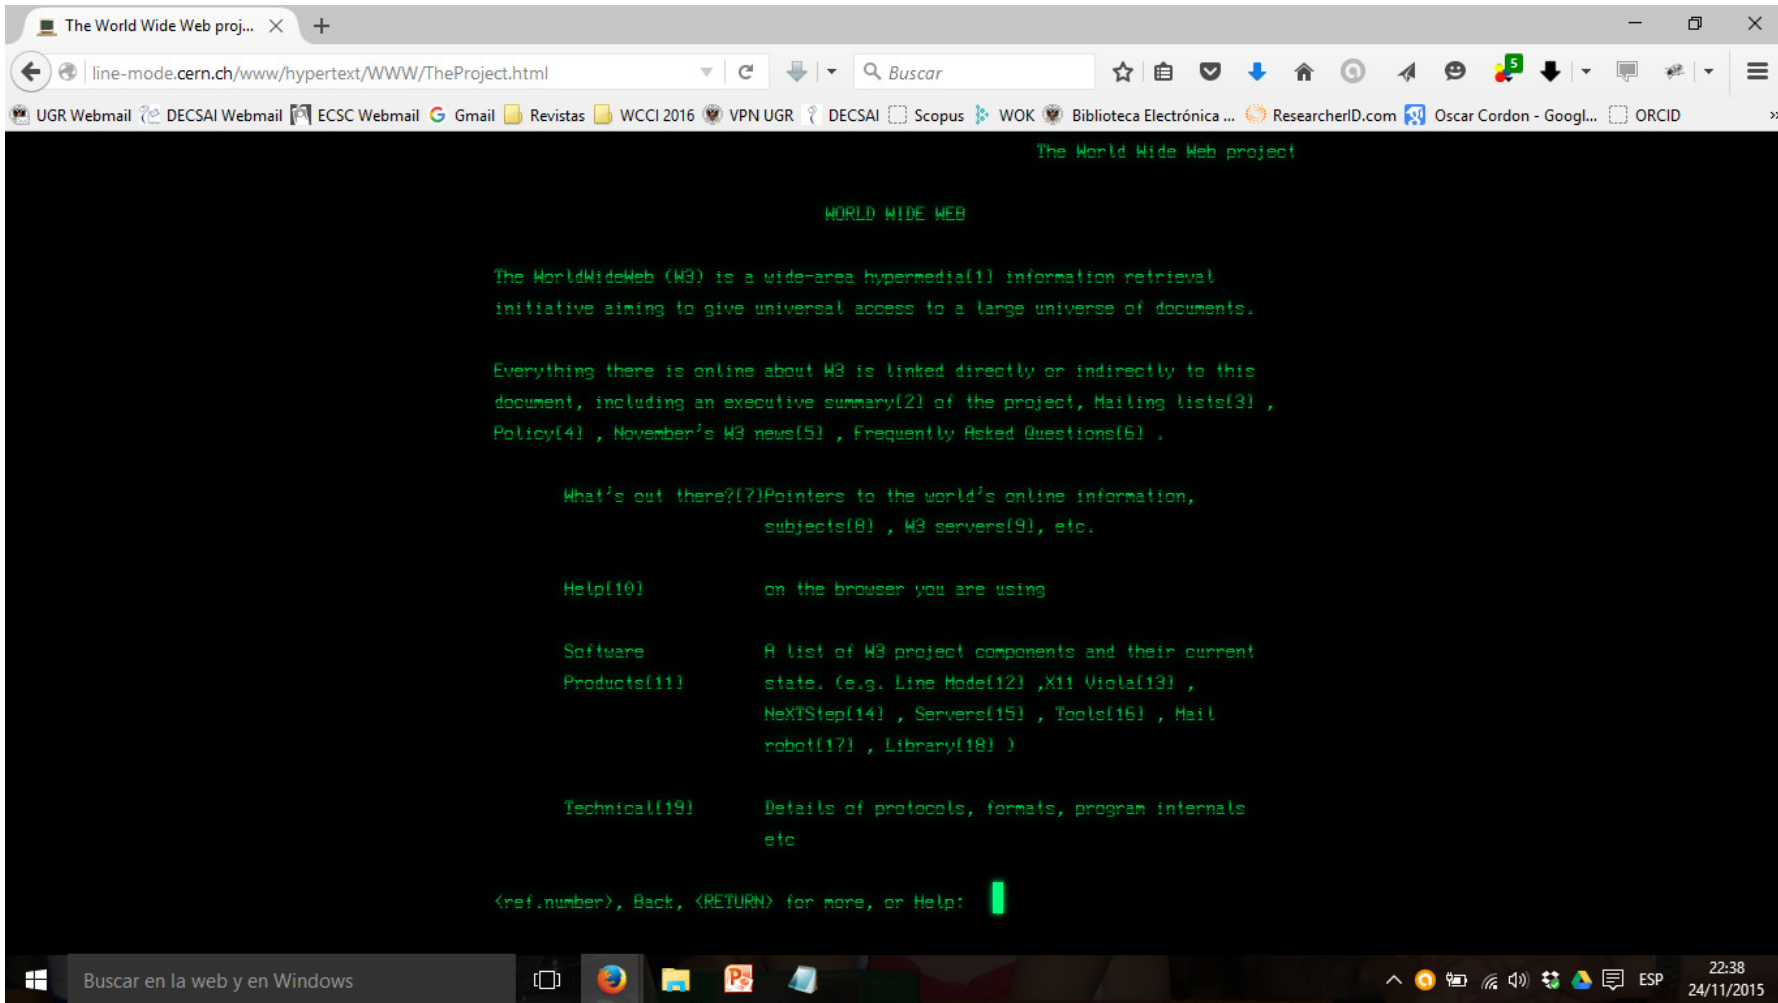 The World Wide Web proj...
line-mode.cern.ch/www/hypertext/WWW/TheProject.html
Buscar
5
UGR Webmail DECSAI Webmail ECSC Webmail Gmail Revistas WCCI 2016 VPN UGR DECSAI Scopus WOK Biblioteca Electrónica ... ResearcherID.com Oscar Cordon - Googl... ORCID
The World Wide Web project
WORLD WIDE WEB
The WorldWideWeb (W3) is a wide-area hypermedia[1] information retrieval
initiative aiming to give universal access to a large universe of documents.
Everything there is online about W3 is linked directly or indirectly to this
document, including an executive summary[2] of the project, Mailing lists[3] ,
Policy[4] , November's W3 news[5] , Frequently Asked Questions[6] .
What's out there?[7]Pointers to the world's online information,
subjects[8] , W3 servers[9], etc.
Help[10] on the browser you are using
Software A list of W3 project components and their current
Products[11] state. (e.g. Line Mode[12] ,X11 Viola[13] ,
NeXTStep[14] , Servers[15] , Tools[16] , Mail
robot[17] , Library[18] )
Technical[19] Details of protocols, formats, program internals
etc
<ref.number>, Back, <RETURN> for more, or Help:
Buscar en la web y en Windows
ESP
22:38
24/11/2015